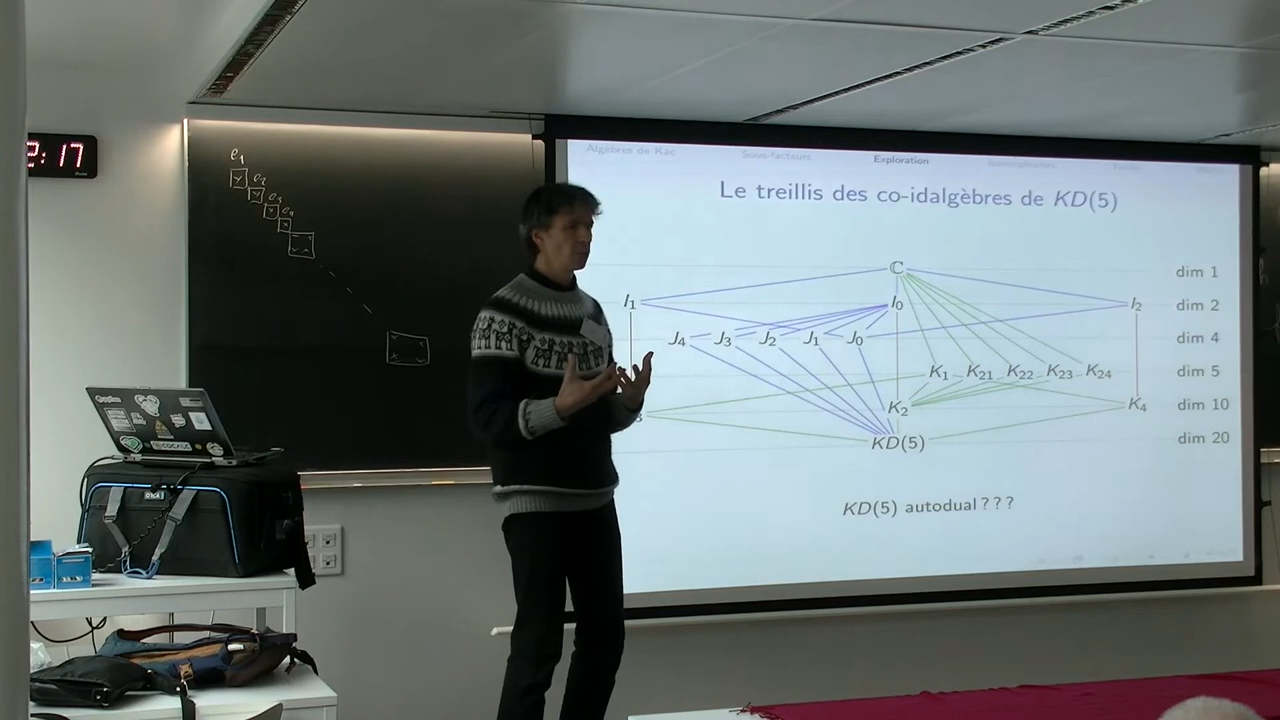 2:17
e1
e2
e3
e4
Algèbres de Kac Sous-facteurs Exploration
Le treillis des co-idalgèbres de KD(5)
ℂ dim 1
I1 I0 I2 dim 2
J4 J3 J2 J1 J0 dim 4
K1 K21 K22 K23 K24 dim 5
K2 K4 dim 10
KD(5) dim 20
KD(5) autodual ? ? ?